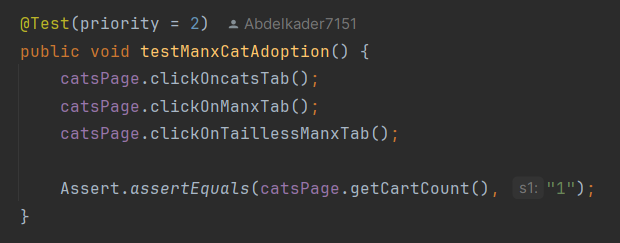 @Test(priority = 2) Abdelkader7151
public void testManxCatAdoption() {
catsPage.clickOncatsTab();
catsPage.clickOnManxTab();
catsPage.clickOnTaillessManxTab();
Assert.assertEquals(catsPage.getCartCount(), s1: "1");
}